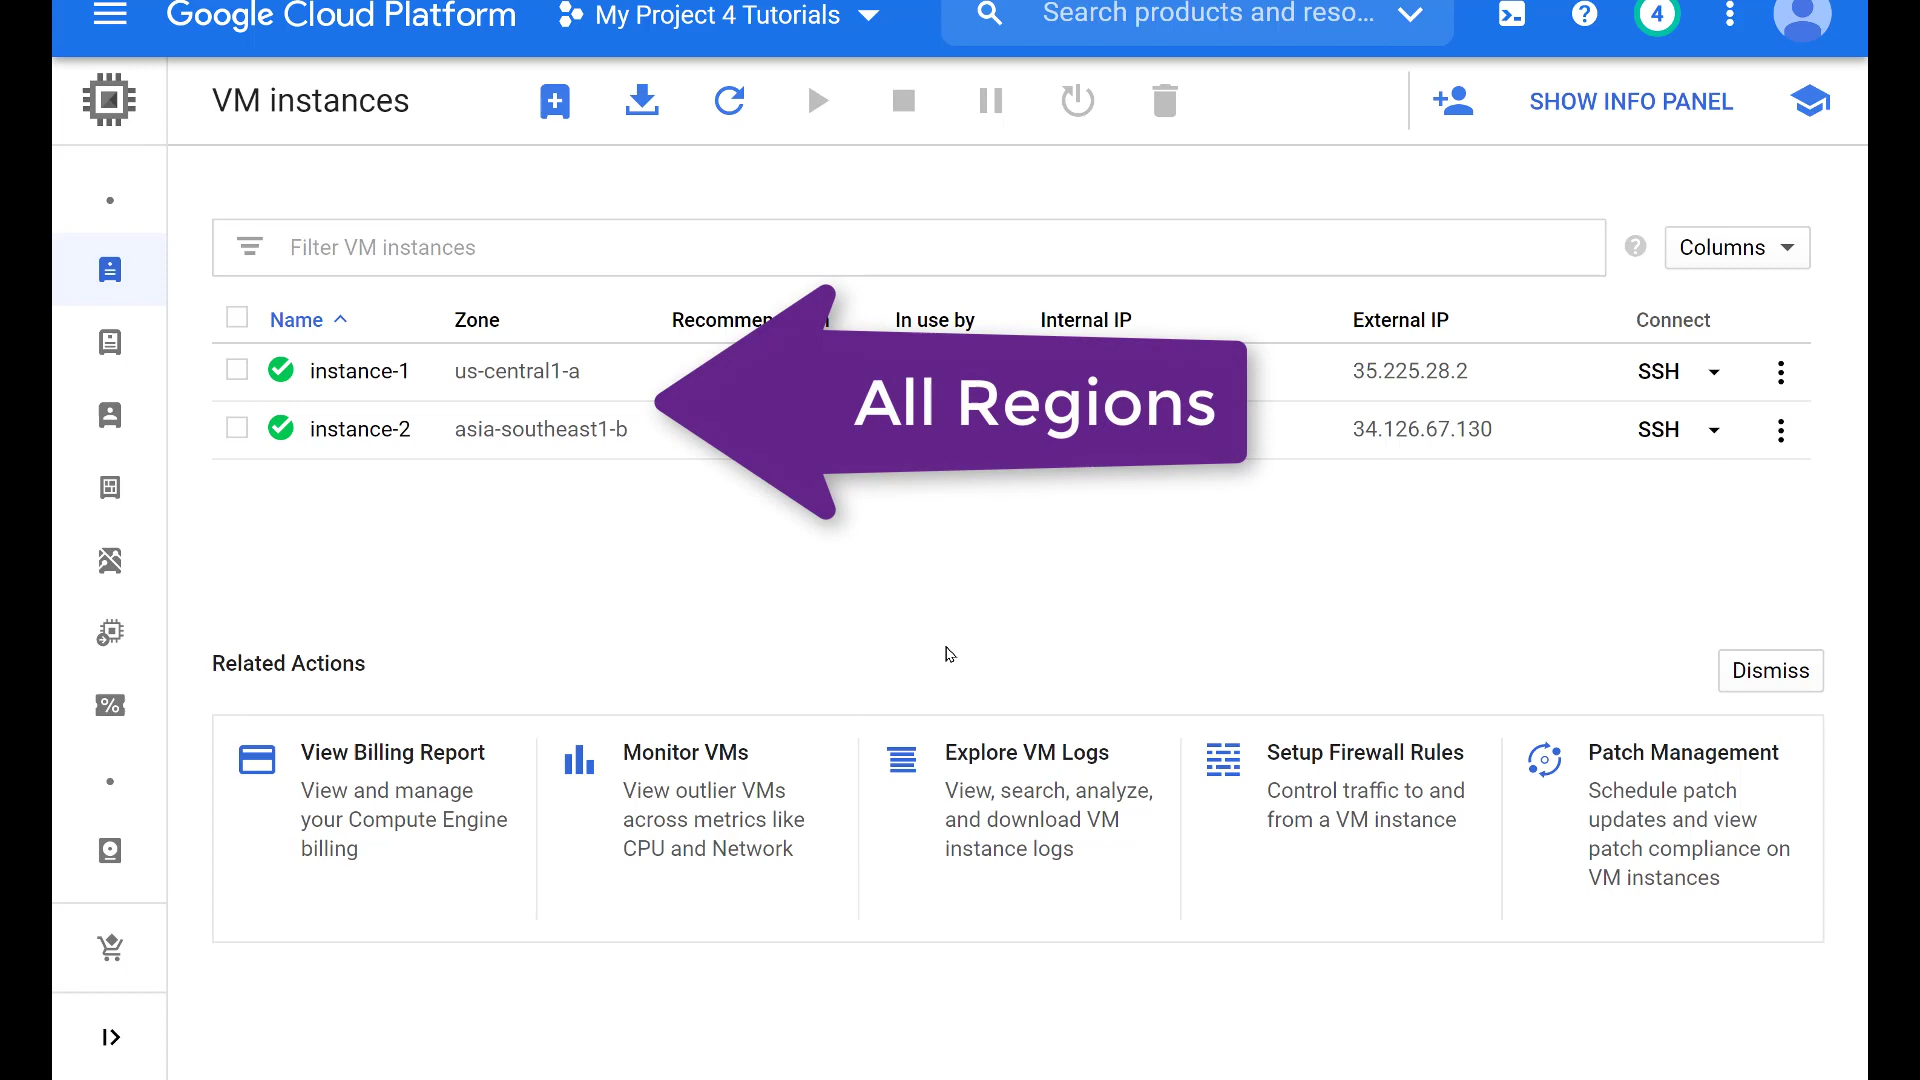 Google Cloud Platform
My Project 4 Tutorials
Search products and reso...
4
VM instances
SHOW INFO PANEL
Filter VM instances
Columns
Name
Zone
In use by
Internal IP
External IP
Connect
instance-1
us-central1-a
35.225.28.2
SSH
All Regions
instance-2
asia-southeast1-b
34.126.67.130
SSH
Related Actions
Dismiss
View Billing Report
View and manage
your Compute Engine
billing
Monitor VMs
View outlier VMs
across metrics like
CPU and Network
Explore VM Logs
View, search, analyze,
and download VM
instance logs
Setup Firewall Rules
Control traffic to and
from a VM instance
Patch Management
Schedule patch
updates and view
patch compliance on
VM instances